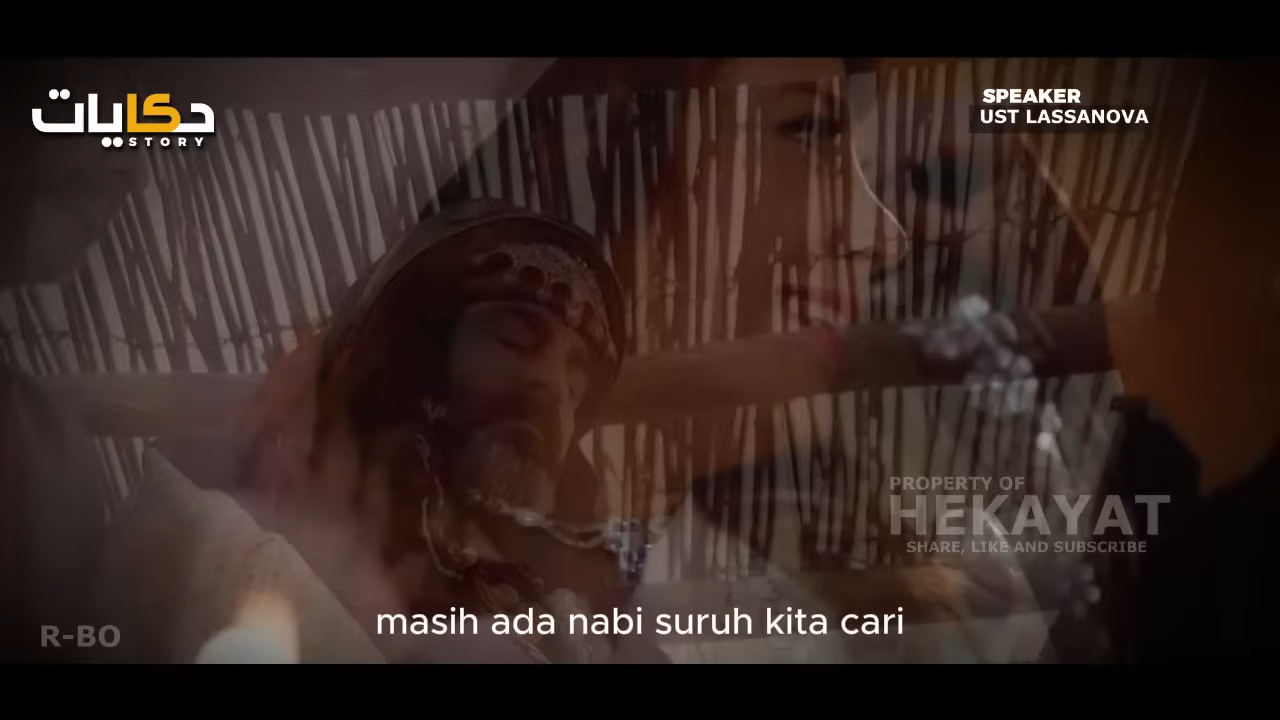 حكايات
STORY
SPEAKER
UST LASSANOVA
PROPERTY OF
HEKAYAT
SHARE, LIKE AND SUBSCRIBE
masih ada nabi suruh kita cari
R-BO